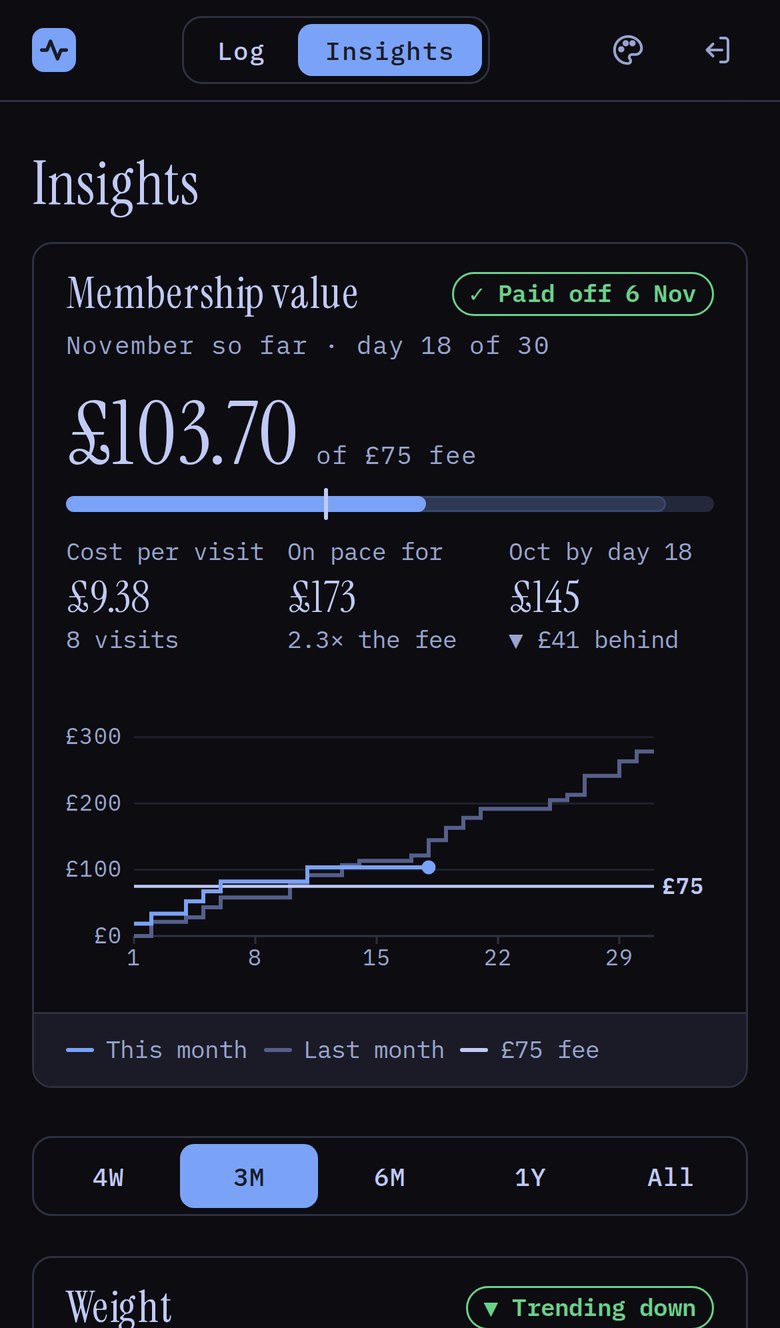 Log Insights
Insights
Membership value ✓ Paid off 6 Nov
November so far · day 18 of 30
£103.70 of £75 fee
Cost per visit On pace for Oct by day 18
£9.38 £173 £145
8 visits 2.3× the fee ▼ £41 behind
£300
£200
£100
£75
£0
1 8 15 22 29
This month Last month £75 fee
4W 3M 6M 1Y All
Weight ▼ Trending down